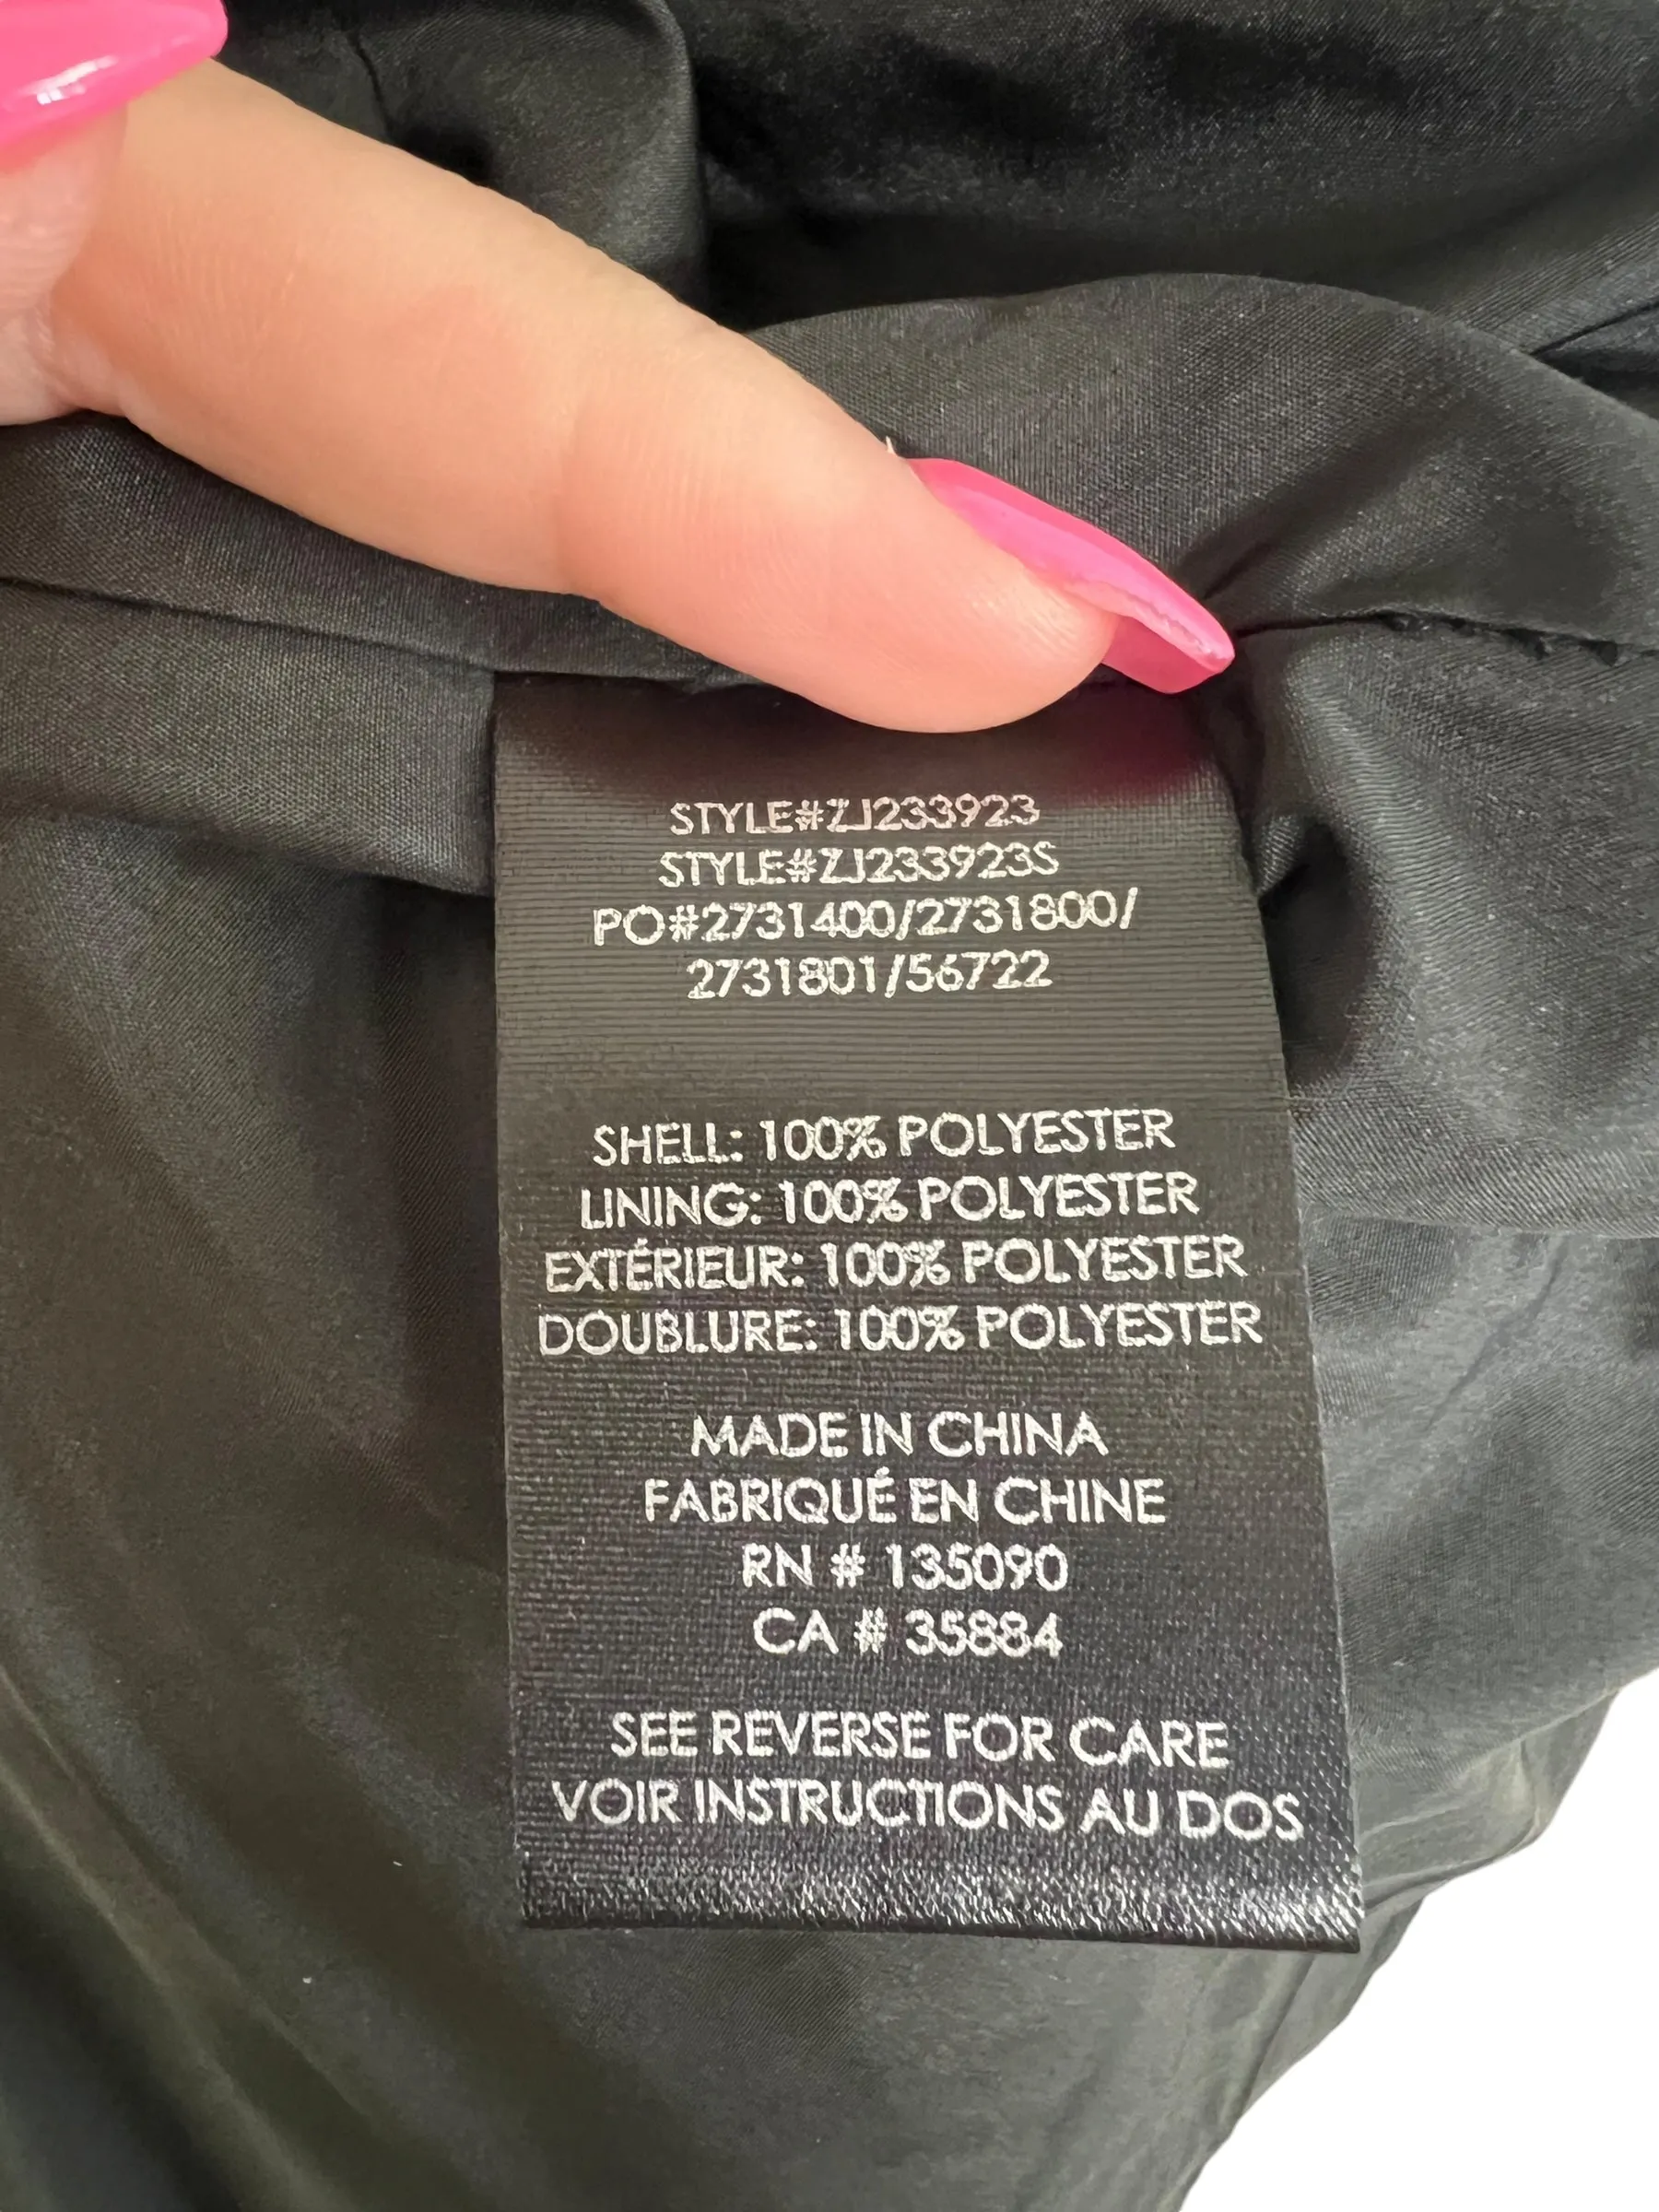 STYLE#ZJ233923
STYLE#ZJ233923S
PO#2731400/2731800/
2731801/56722
SHELL: 100% POLYESTER
LINING: 100% POLYESTER
EXTÉRIEUR: 100% POLYESTER
DOUBLURE: 100% POLYESTER
MADE IN CHINA
FABRIQUÉ EN CHINE
RN # 135090
CA # 35884
SEE REVERSE FOR CARE
VOIR INSTRUCTIONS AU DOS